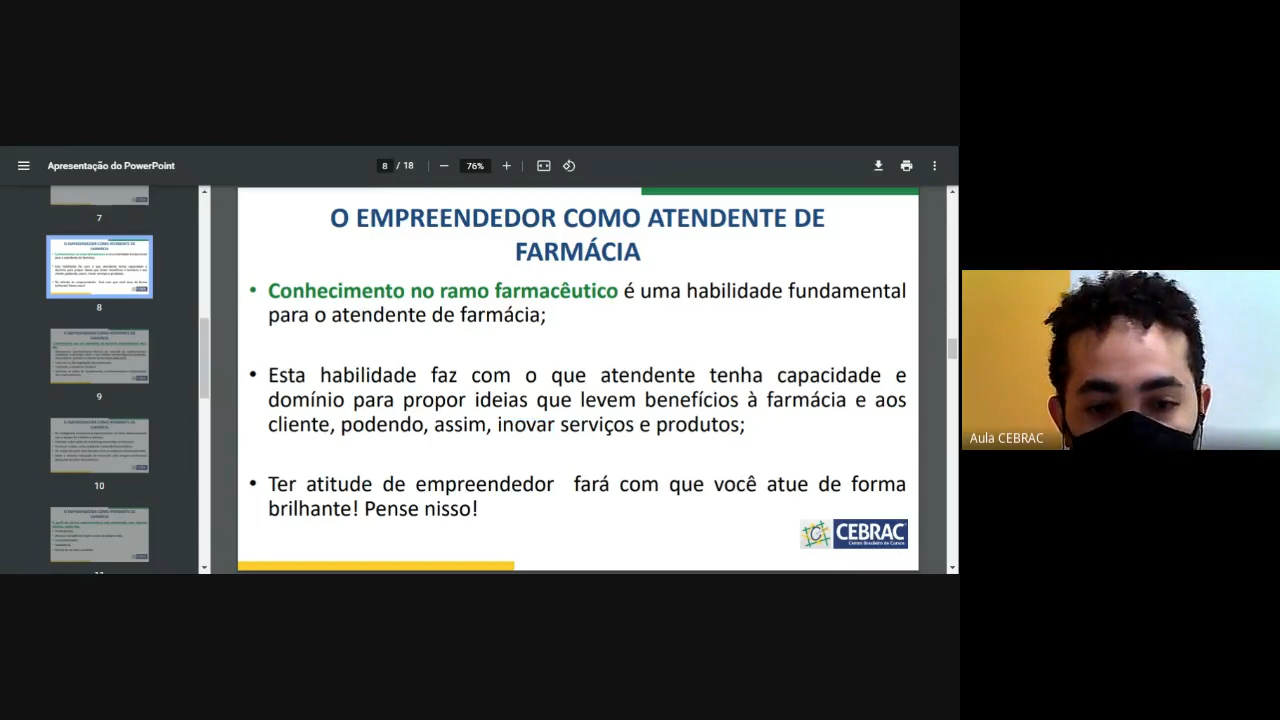 Apresentação do PowerPoint
8 / 18
76%
7
8
9
10
O EMPREENDEDOR COMO ATENDENTE DE
FARMÁCIA
• Conhecimento no ramo farmacêutico é uma habilidade fundamental
para o atendente de farmácia;
• Esta habilidade faz com o que atendente tenha capacidade e
domínio para propor ideias que levem benefícios à farmácia e aos
cliente, podendo, assim, inovar serviços e produtos;
• Ter atitude de empreendedor fará com que você atue de forma
brilhante! Pense nisso!
CEBRAC
Centro Brasileiro de Cursos
Aula CEBRAC